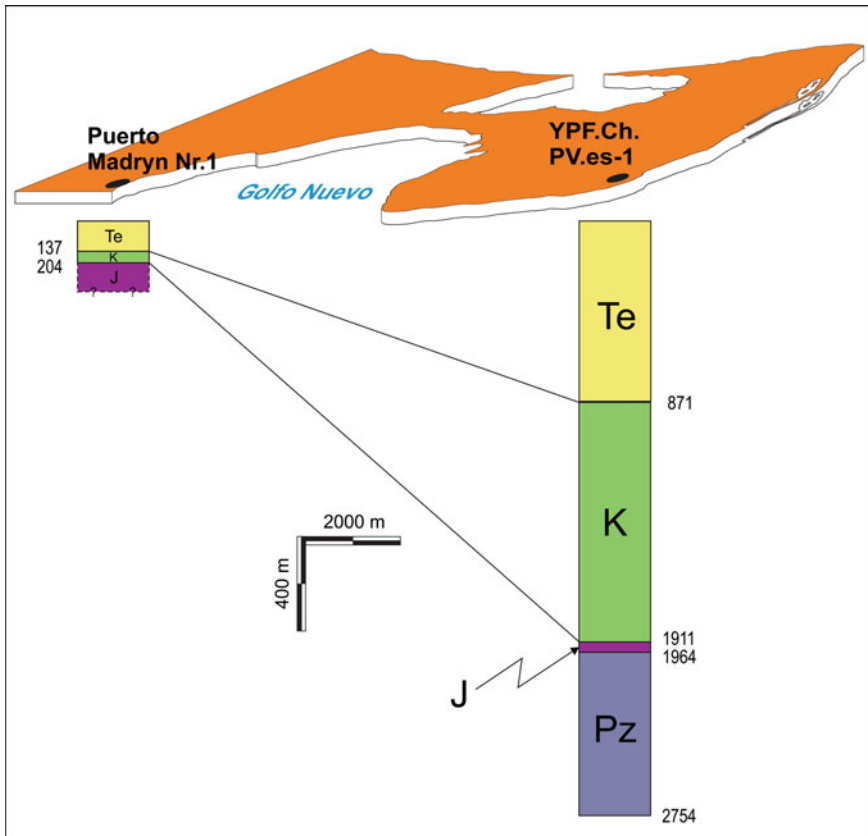 Puerto
Madryn Nr.1
YPF.Ch.
PV.es-1
Golfo Nuevo
Te
137
K
204
J
? ?
Te
871
K
2000 m
400 m
1911
1964
J
Pz
2754